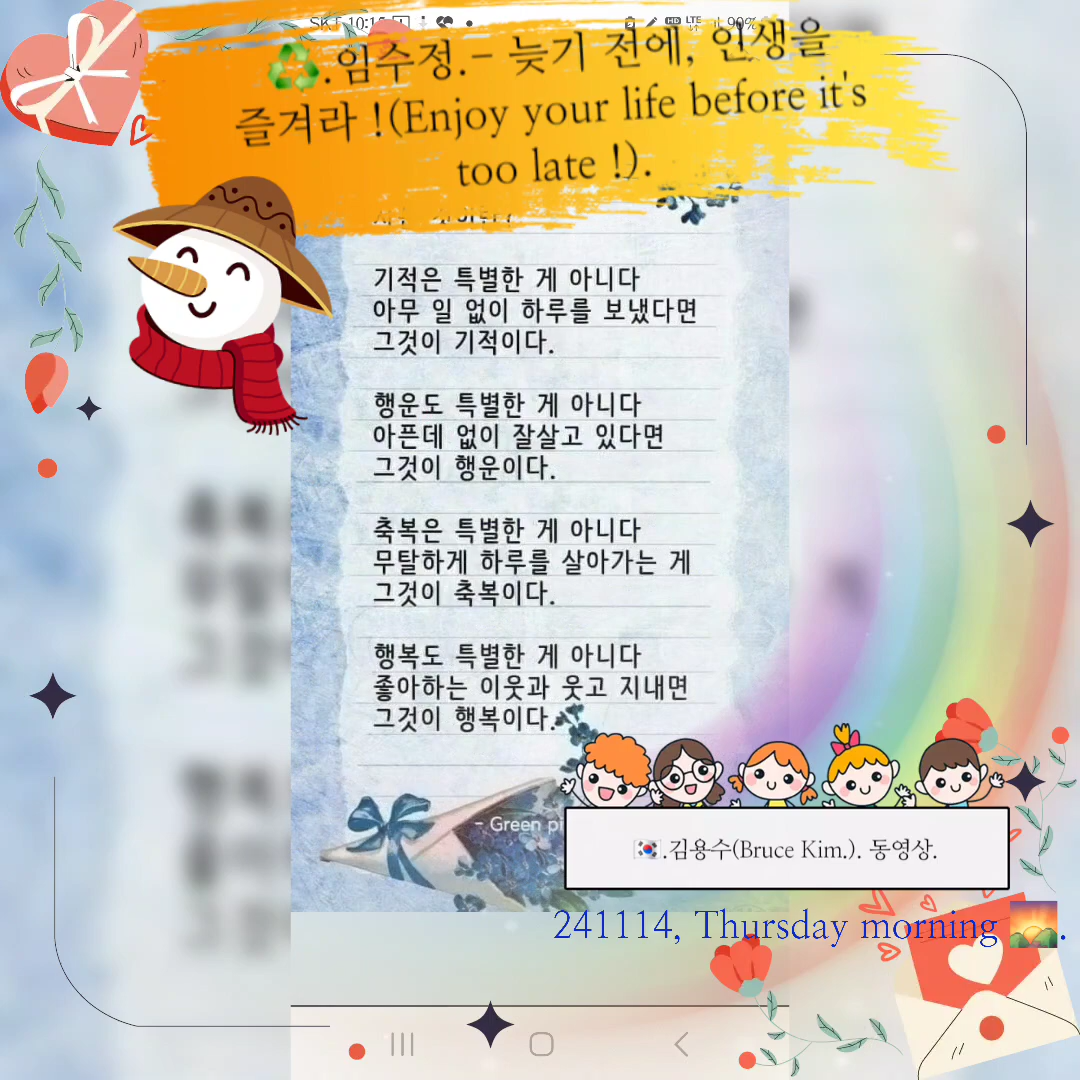 SKT 10:1
HD LTE 90%
♻️.임수정.- 늦기 전에, 인생을
즐겨라 !(Enjoy your life before it's
too late !).
기적은 특별한 게 아니다
아무 일 없이 하루를 보냈다면
그것이 기적이다.
행운도 특별한 게 아니다
아픈데 없이 잘살고 있다면
그것이 행운이다.
축복은 특별한 게 아니다
무탈하게 하루를 살아가는 게
그것이 축복이다.
행복도 특별한 게 아니다
좋아하는 이웃과 웃고 지내면
그것이 행복이다.
- Green
🇰🇷.김용수(Bruce Kim.). 동영상.
241114, Thursday morning 🌄.